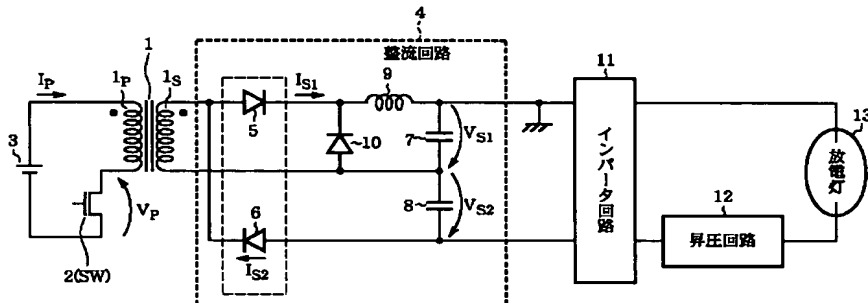 4
整流回路
I_P
1
1_P
1_S
I_S1
9
11
3
5
10
7
V_S1
13
放電灯
インバータ回路
V_P
6
8
V_S2
12
昇圧回路
I_S2
2(SW)